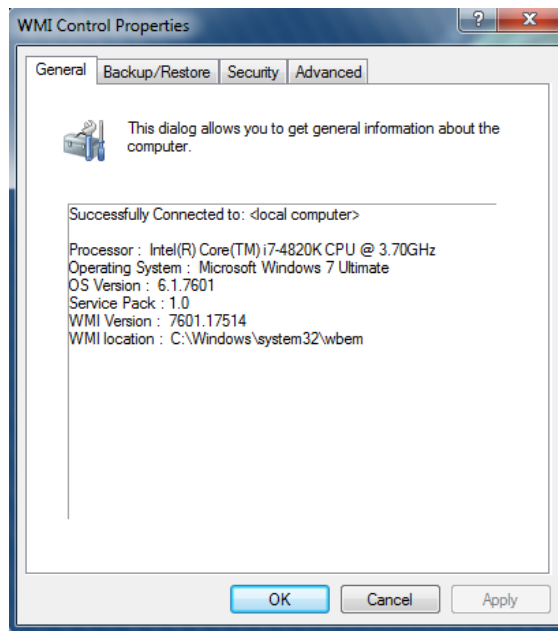 WMI Control Properties
?
X
General Backup/Restore Security Advanced
This dialog allows you to get general information about the
computer.
Successfully Connected to: <local computer>
Processor : Intel(R) Core(TM) i7-4820K CPU @ 3.70GHz
Operating System : Microsoft Windows 7 Ultimate
OS Version : 6.1.7601
Service Pack : 1.0
WMI Version : 7601.17514
WMI location : C:\Windows\system32\wbem
OK Cancel Apply